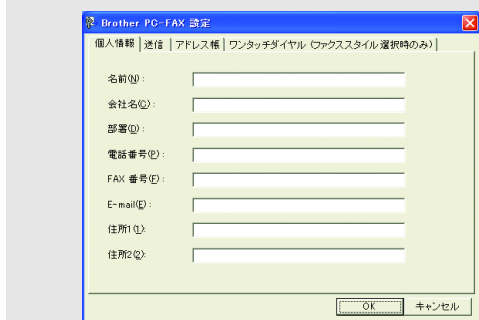 Brother PC-FAX 設定
個人情報 送信 アドレス帳 ワンタッチダイヤル (ファクススタイル選択時のみ)
名前(N):
会社名(C):
部署(D):
電話番号(P):
FAX 番号(F):
E-mail(E):
住所1(1):
住所2(2):
OK キャンセル